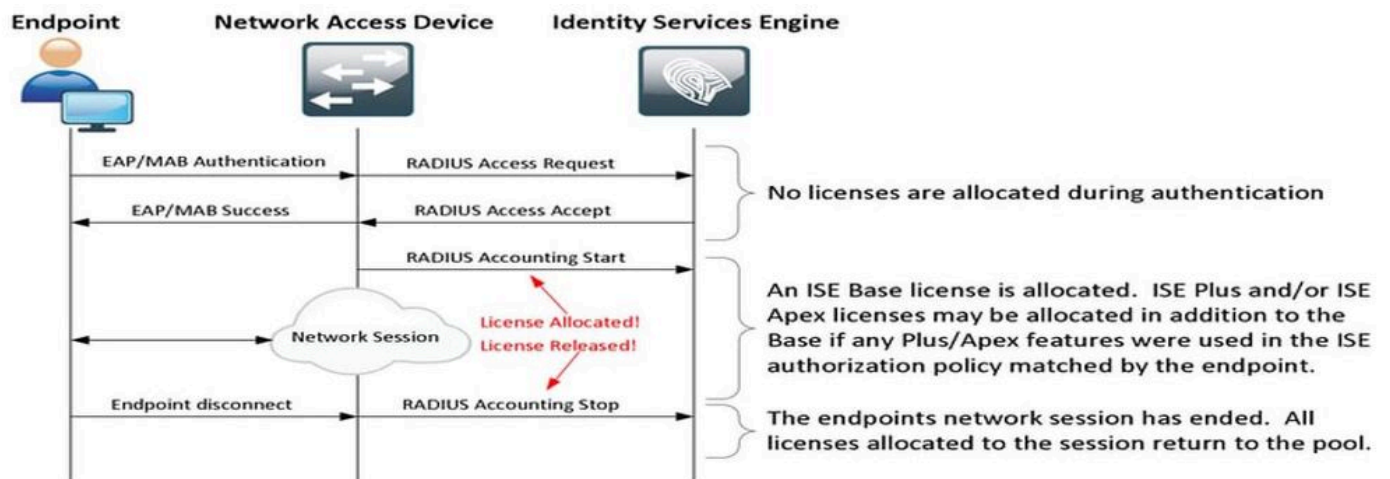 Endpoint
Network Access Device
Identity Services Engine
EAP/MAB Authentication
RADIUS Access Request
EAP/MAB Success
RADIUS Access Accept
No licenses are allocated during authentication
RADIUS Accounting Start
License Allocated!
License Released!
Network Session
An ISE Base license is allocated.  ISE Plus and/or ISE
Apex licenses may be allocated in addition to the
Base if any Plus/Apex features were used in the ISE
authorization policy matched by the endpoint.
Endpoint disconnect
RADIUS Accounting Stop
The endpoints network session has ended.  All
licenses allocated to the session return to the pool.